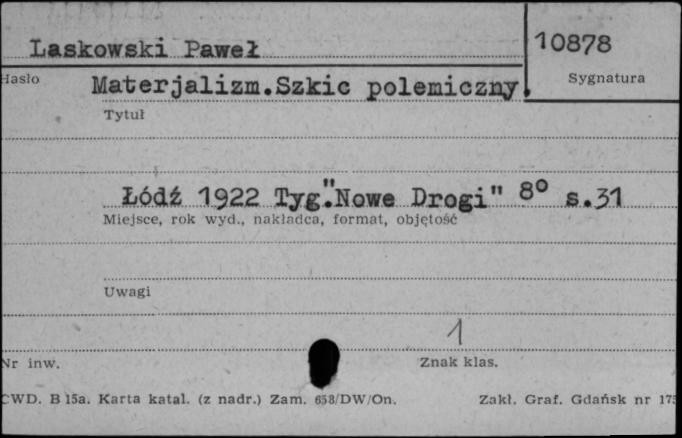 Laskowski Paweł
10878
Hasło
Sygnatura
Materjalizm.Szkic polemiczny.
Tytuł
Łódź 1922 Tyg."Nowe Drogi" 8° s.31
Miejsce, rok wyd., nakładca, format, objętość
Uwagi
1
Nr inw.
Znak klas.
CWD. B 15a. Karta katal. (z nadr.) Zam. 658/DW/On.
Zakł. Graf. Gdańsk nr 175